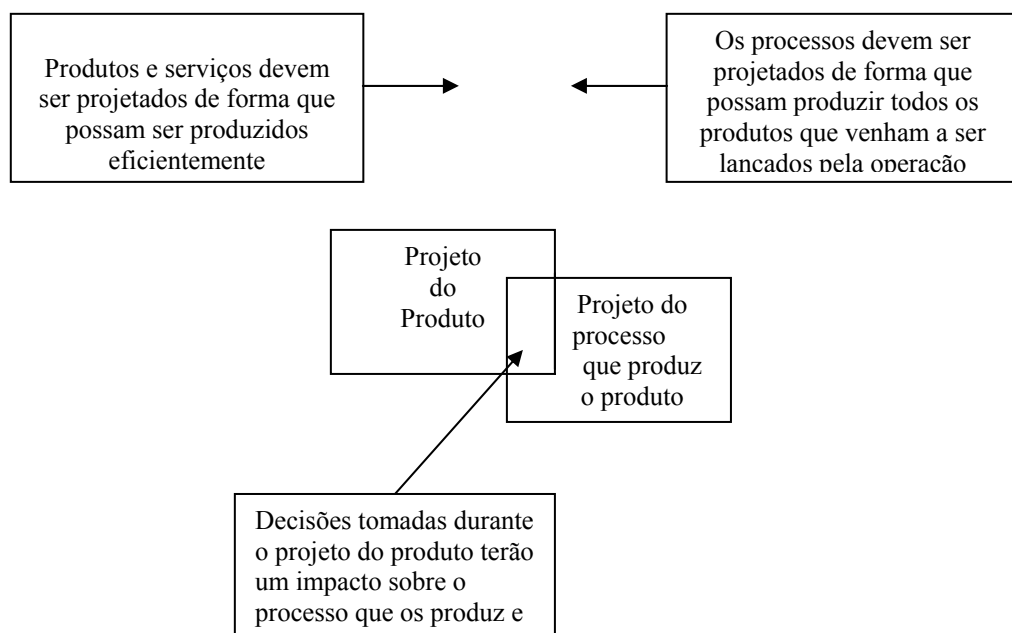 Produtos e serviços devem
ser projetados de forma que
possam ser produzidos
eficientemente
Os processos devem ser
projetados de forma que
possam produzir todos os
produtos que venham a ser
lançados pela operação
Projeto
do
Produto
Projeto do
processo
que produz
o produto
Decisões tomadas durante
o projeto do produto terão
um impacto sobre o
processo que os produz e